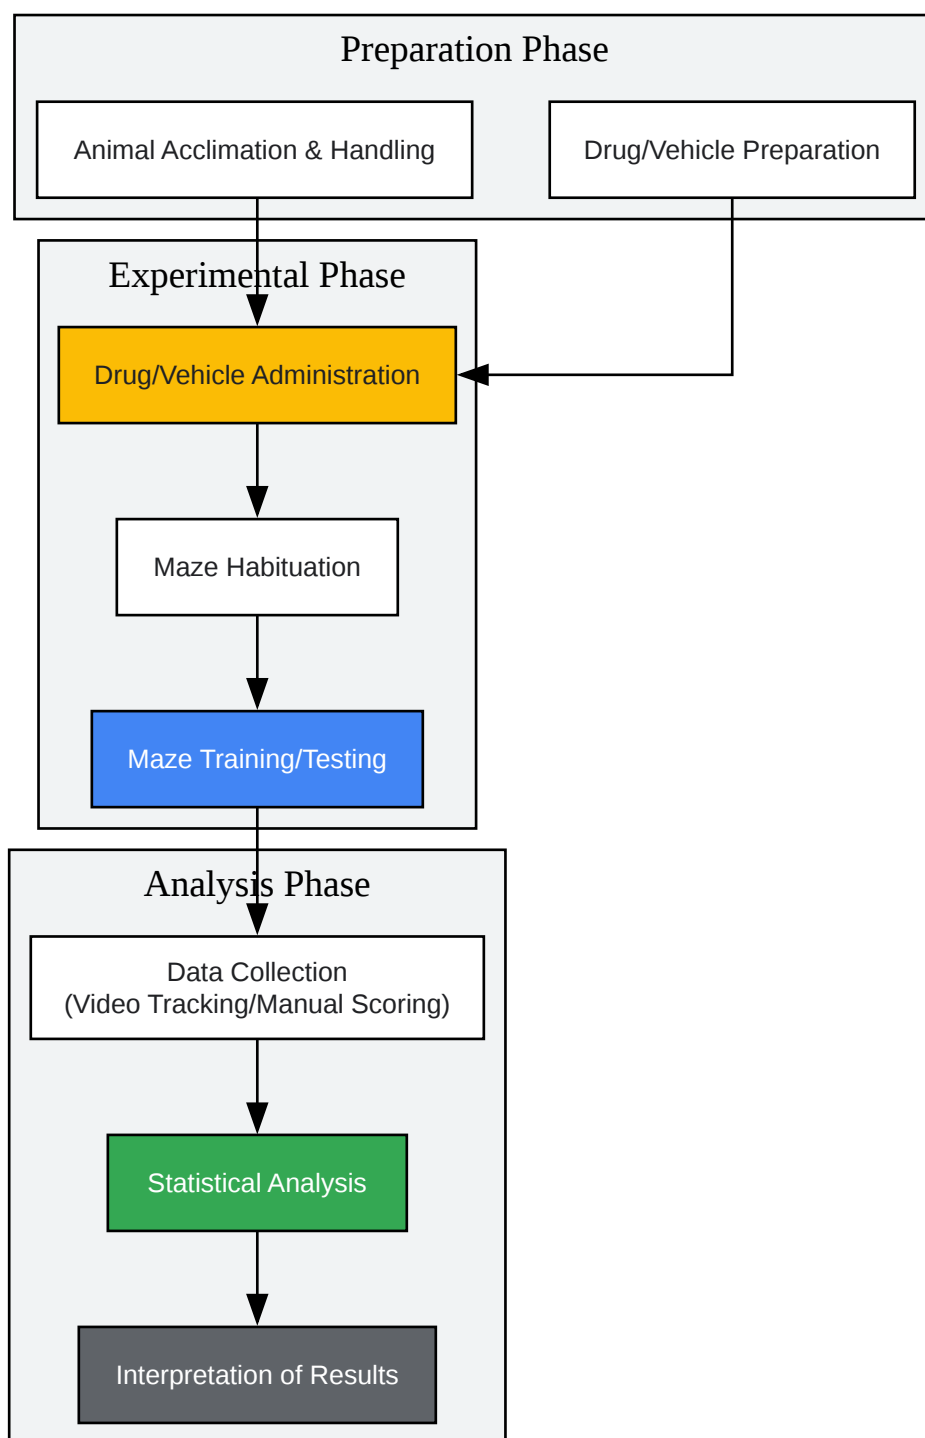 Preparation Phase
Animal Acclimation & Handling
Drug/Vehicle Preparation
Experimental Phase
Drug/Vehicle Administration
Maze Habituation
Maze Training/Testing
Analysis Phase
Data Collection
(Video Tracking/Manual Scoring)
Statistical Analysis
Interpretation of Results